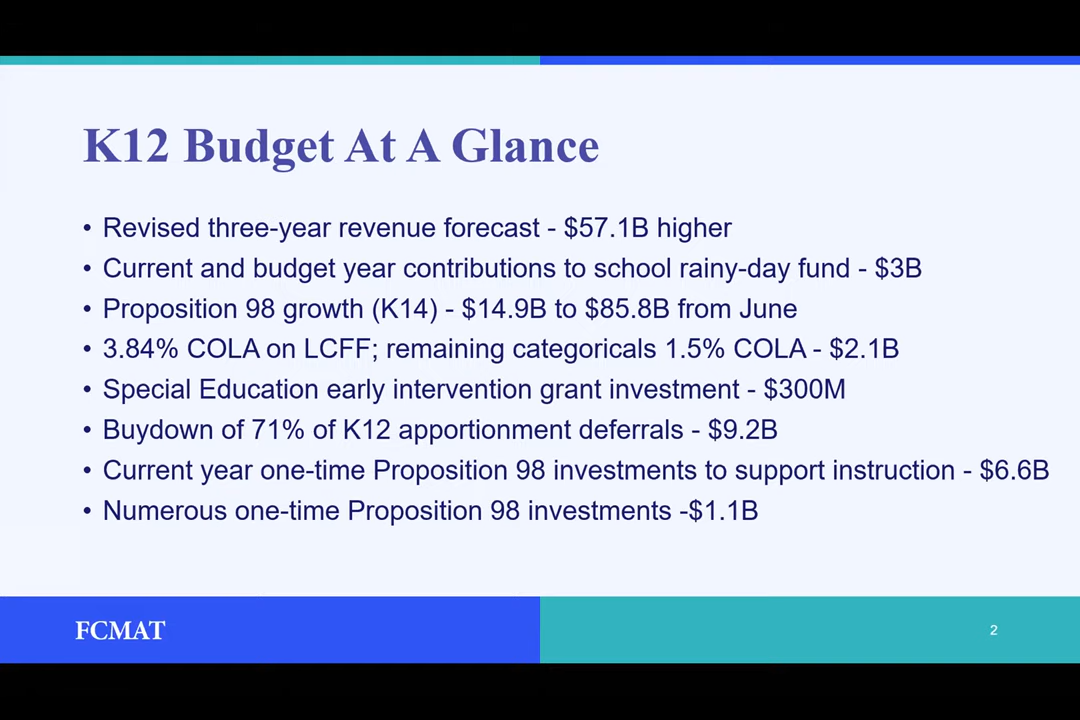 K12 Budget At A Glance
• Revised three-year revenue forecast - $57.1B higher
• Current and budget year contributions to school rainy-day fund - $3B
• Proposition 98 growth (K14) - $14.9B to $85.8B from June
• 3.84% COLA on LCFF; remaining categoricals 1.5% COLA - $2.1B
• Special Education early intervention grant investment - $300M
• Buydown of 71% of K12 apportionment deferrals - $9.2B
• Current year one-time Proposition 98 investments to support instruction - $6.6B
• Numerous one-time Proposition 98 investments -$1.1B
FCMAT
2